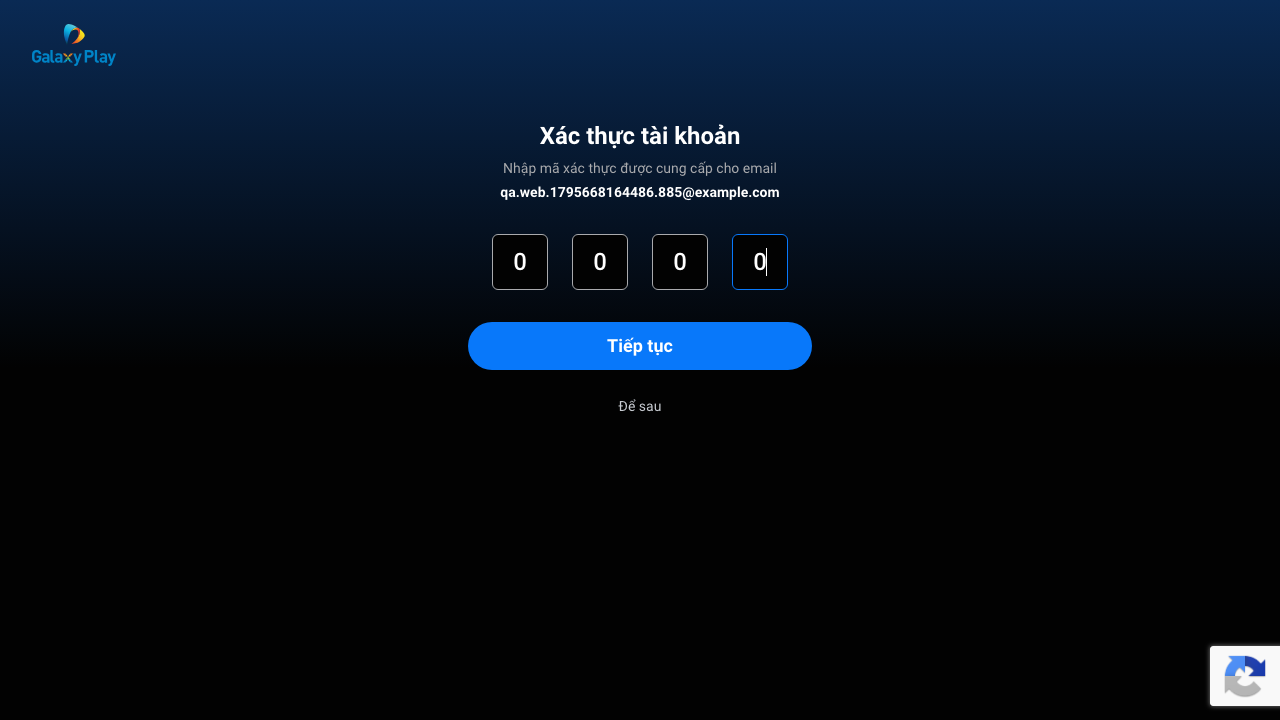 Galaxy Play
Xác thực tài khoản
Nhập mã xác thực được cung cấp cho email
qa.web.1795668164486.885@example.com
0 0 0 0
Tiếp tục
Để sau